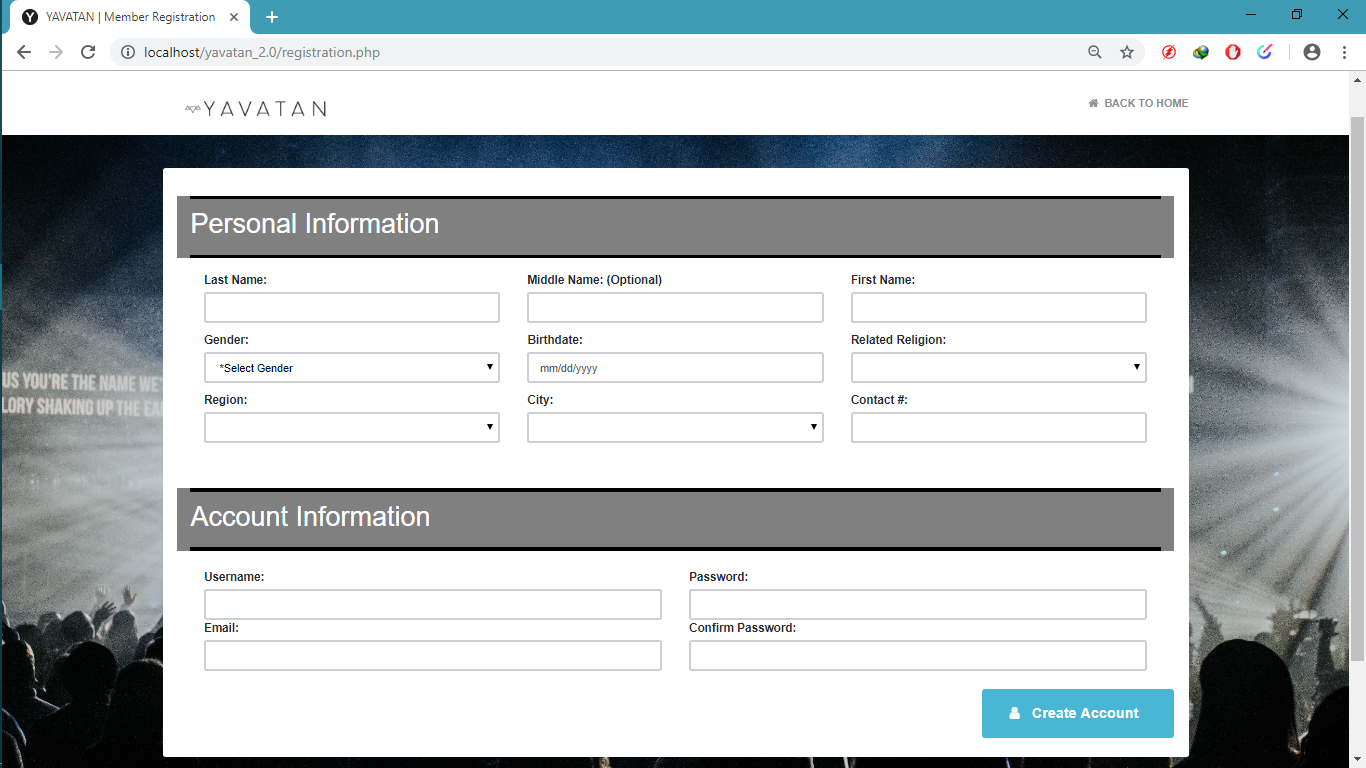 YAVATAN | Member Registration
localhost/yavatan_2.0/registration.php
YAVATAN
BACK TO HOME
Personal Information
Last Name: Middle Name: (Optional) First Name:
Gender: Birthdate: Related Religion:
*Select Gender mm/dd/yyyy
Region: City: Contact #:
US YOU'RE THE NAME WE'
LORY SHAKING UP THE EA
Account Information
Username: Password:
Email: Confirm Password:
Create Account